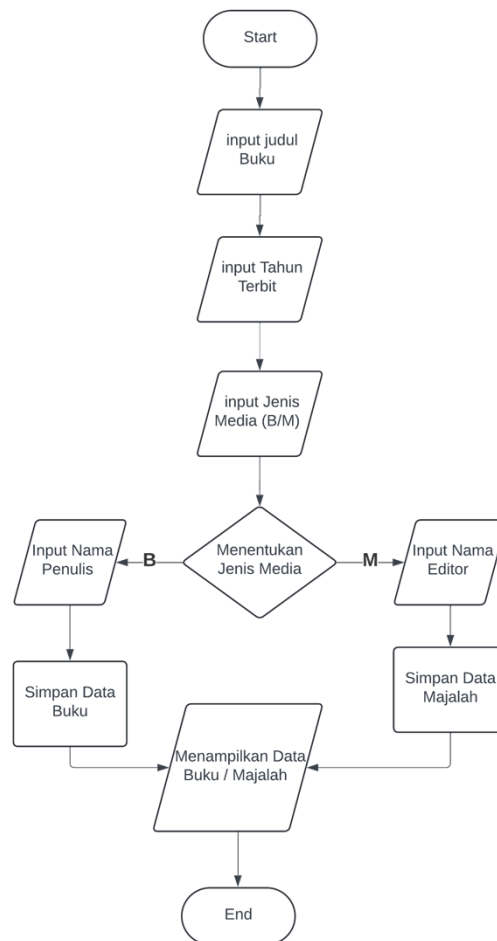 Start
input judul
Buku
input Tahun
Terbit
input Jenis
Media (B/M)
Menentukan
Jenis Media
B
M
Input Nama
Penulis
Input Nama
Editor
Simpan Data
Buku
Simpan Data
Majalah
Menampilkan Data
Buku / Majalah
End